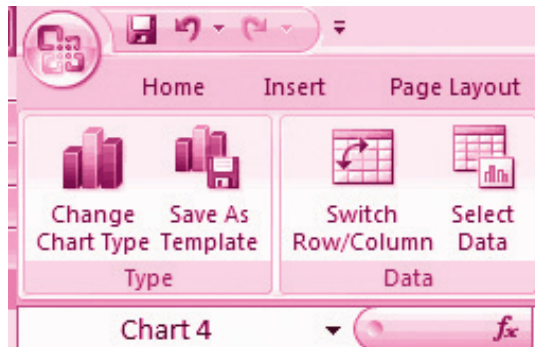 Home Insert Page Layout
Change Save As Switch Select
Chart Type Template Row/Column Data
Type Data
Chart 4 fx